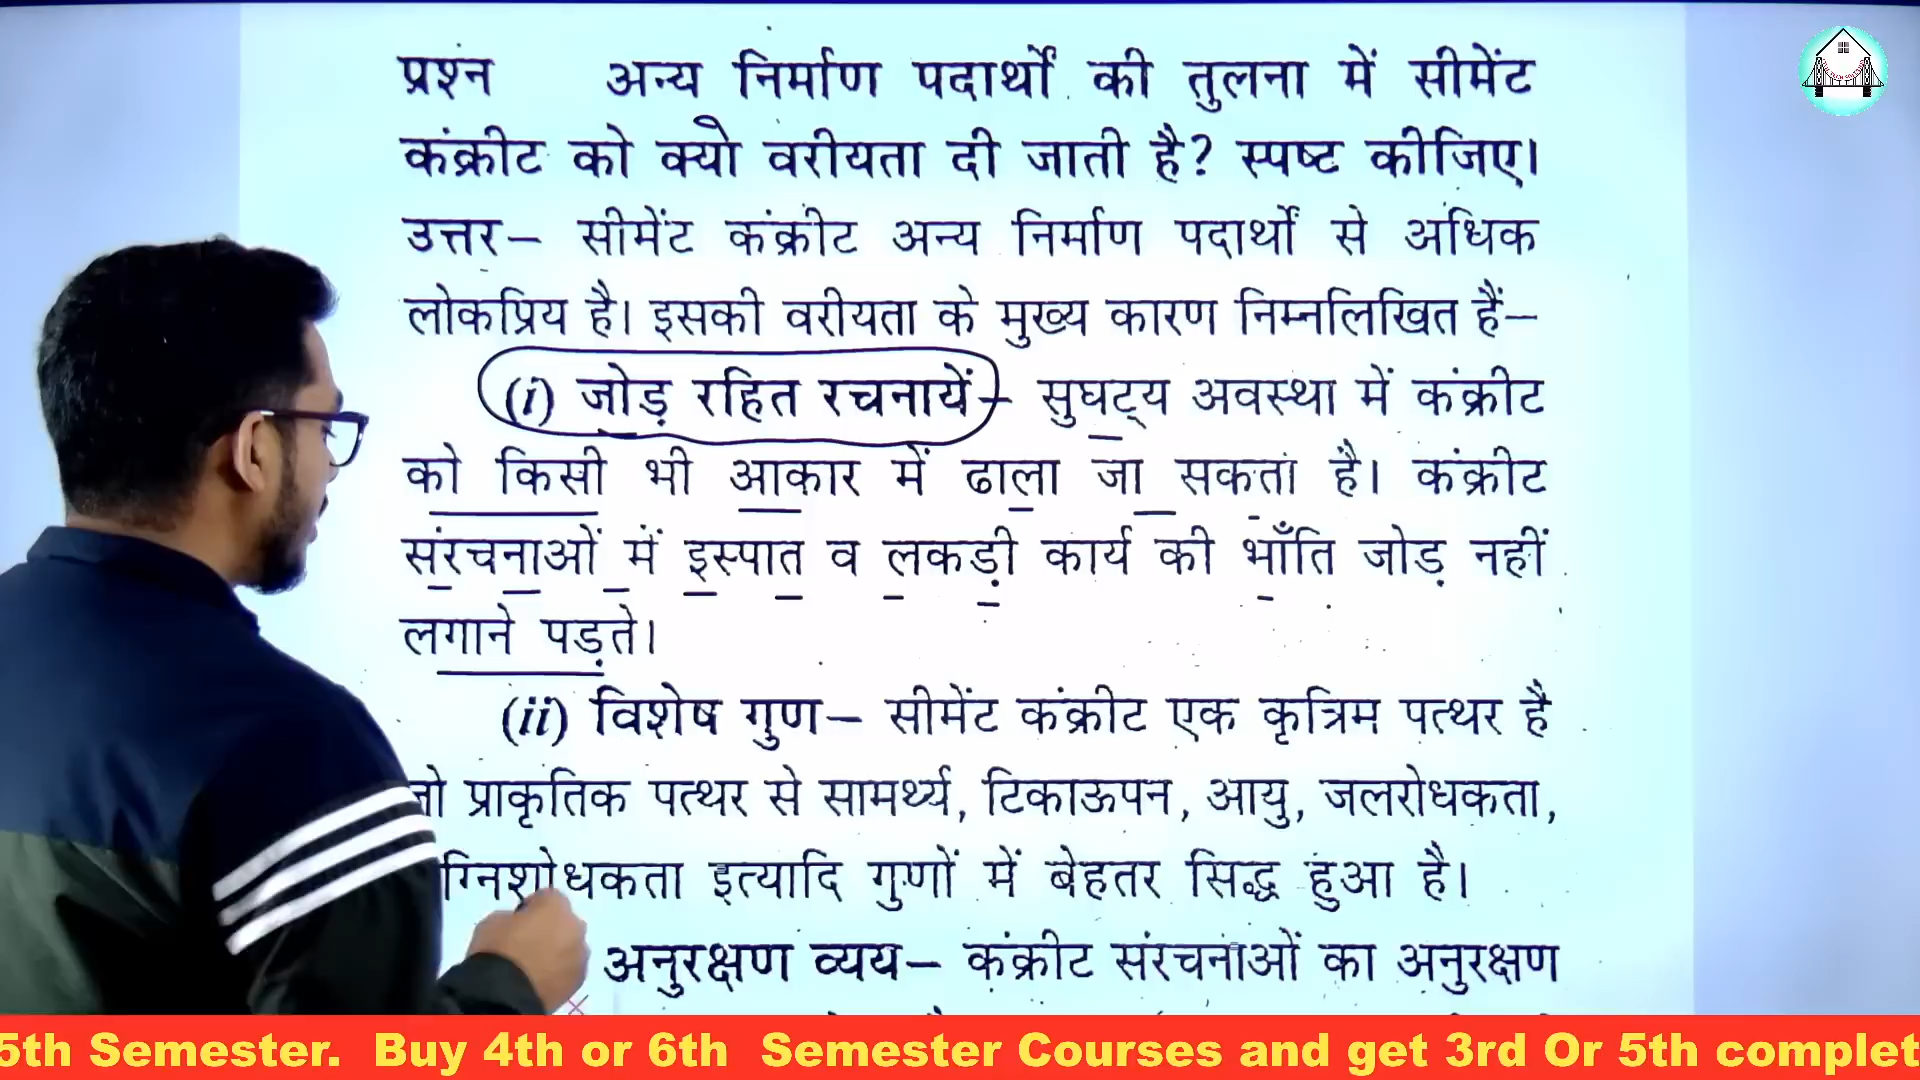 प्रश्न अन्य निर्माण पदार्थों की तुलना में सीमेंट
कंक्रीट को क्यो वरीयता दी जाती है? स्पष्ट कीजिए।
उत्तर– सीमेंट कंक्रीट अन्य निर्माण पदार्थों से अधिक
लोकप्रिय है। इसकी वरीयता के मुख्य कारण निम्नलिखित हैं–
(i) जोड़ रहित रचनायें– सुघट्य अवस्था में कंक्रीट
को किसी भी आकार में ढाला जा सकता है। कंक्रीट
संरचनाओं में इस्पात व लकड़ी कार्य की भाँति जोड़ नहीं
लगाने पड़ते।
(ii) विशेष गुण– सीमेंट कंक्रीट एक कृत्रिम पत्थर है
जो प्राकृतिक पत्थर से सामर्थ्य, टिकाऊपन, आयु, जलरोधकता,
ग्निशोधकता इत्यादि गुणों में बेहतर सिद्ध हुआ है।
अनुरक्षण व्यय– कंक्रीट संरचनाओं का अनुरक्षण
5th Semester. Buy 4th or 6th Semester Courses and get 3rd Or 5th complet